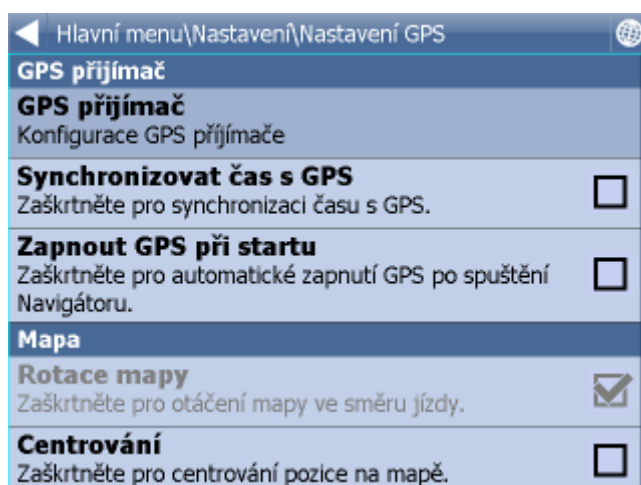 Hlavní menu\Nastavení\Nastavení GPS
GPS přijímač
GPS přijímač
Konfigurace GPS příjímače
Synchronizovat čas s GPS
Zaškrtněte pro synchronizaci času s GPS.
Zapnout GPS při startu
Zaškrtněte pro automatické zapnutí GPS po spuštění
Navigátoru.
Mapa
Rotace mapy
Zaškrtněte pro otáčení mapy ve směru jízdy.
Centrování
Zaškrtněte pro centrování pozice na mapě.